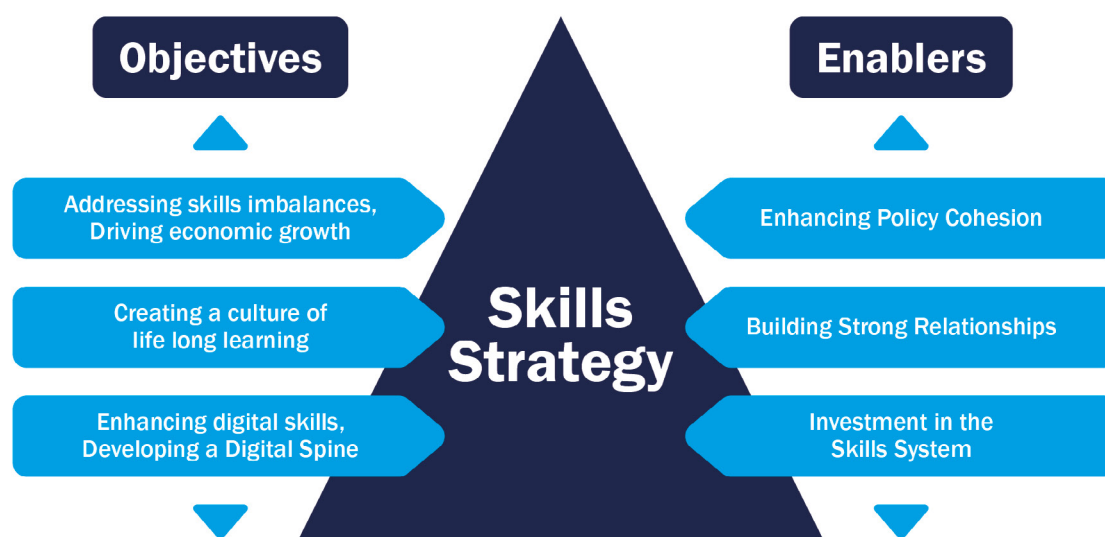 Objectives
Addressing skills imbalances,
Driving economic growth
Creating a culture of
life long learning
Enhancing digital skills,
Developing a Digital Spine
Skills
Strategy
Enablers
Enhancing Policy Cohesion
Building Strong Relationships
Investment in the
Skills System